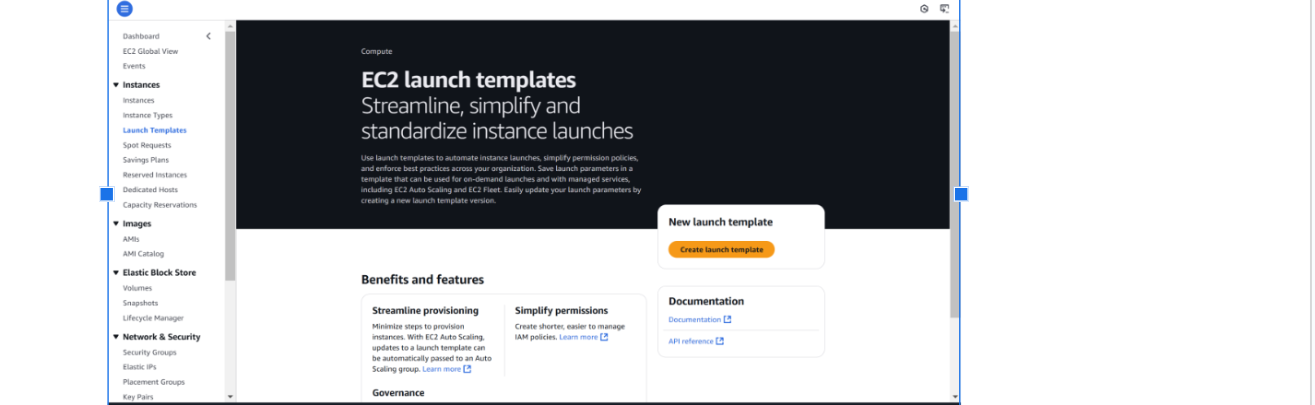 Dashboard
EC2 Global View
Events
Instances
Instances
Instance Types
Launch Templates
Spot Requests
Savings Plans
Reserved Instances
Dedicated Hosts
Capacity Reservations
Images
AMIs
AMI Catalog
Elastic Block Store
Volumes
Snapshots
Lifecycle Manager
Network & Security
Security Groups
Elastic IPs
Placement Groups
Key Pairs
Compute
EC2 launch templates
Streamline, simplify and
standardize instance launches
Use launch templates to automate instance launches, simplify permission policies,
and enforce best practices across your organization. Save launch parameters in a
template that can be used for on-demand launches and with managed services,
including EC2 Auto Scaling and EC2 Fleet. Easily update your launch parameters by
creating a new launch template version.
New launch template
Create launch template
Benefits and features
Streamline provisioning
Minimize steps to provision
instances. With EC2 Auto Scaling,
updates to a launch template can
be automatically passed to an Auto
Scaling group. Learn more
Simplify permissions
Create shorter, easier to manage
IAM policies. Learn more
Governance
Documentation
Documentation
API reference